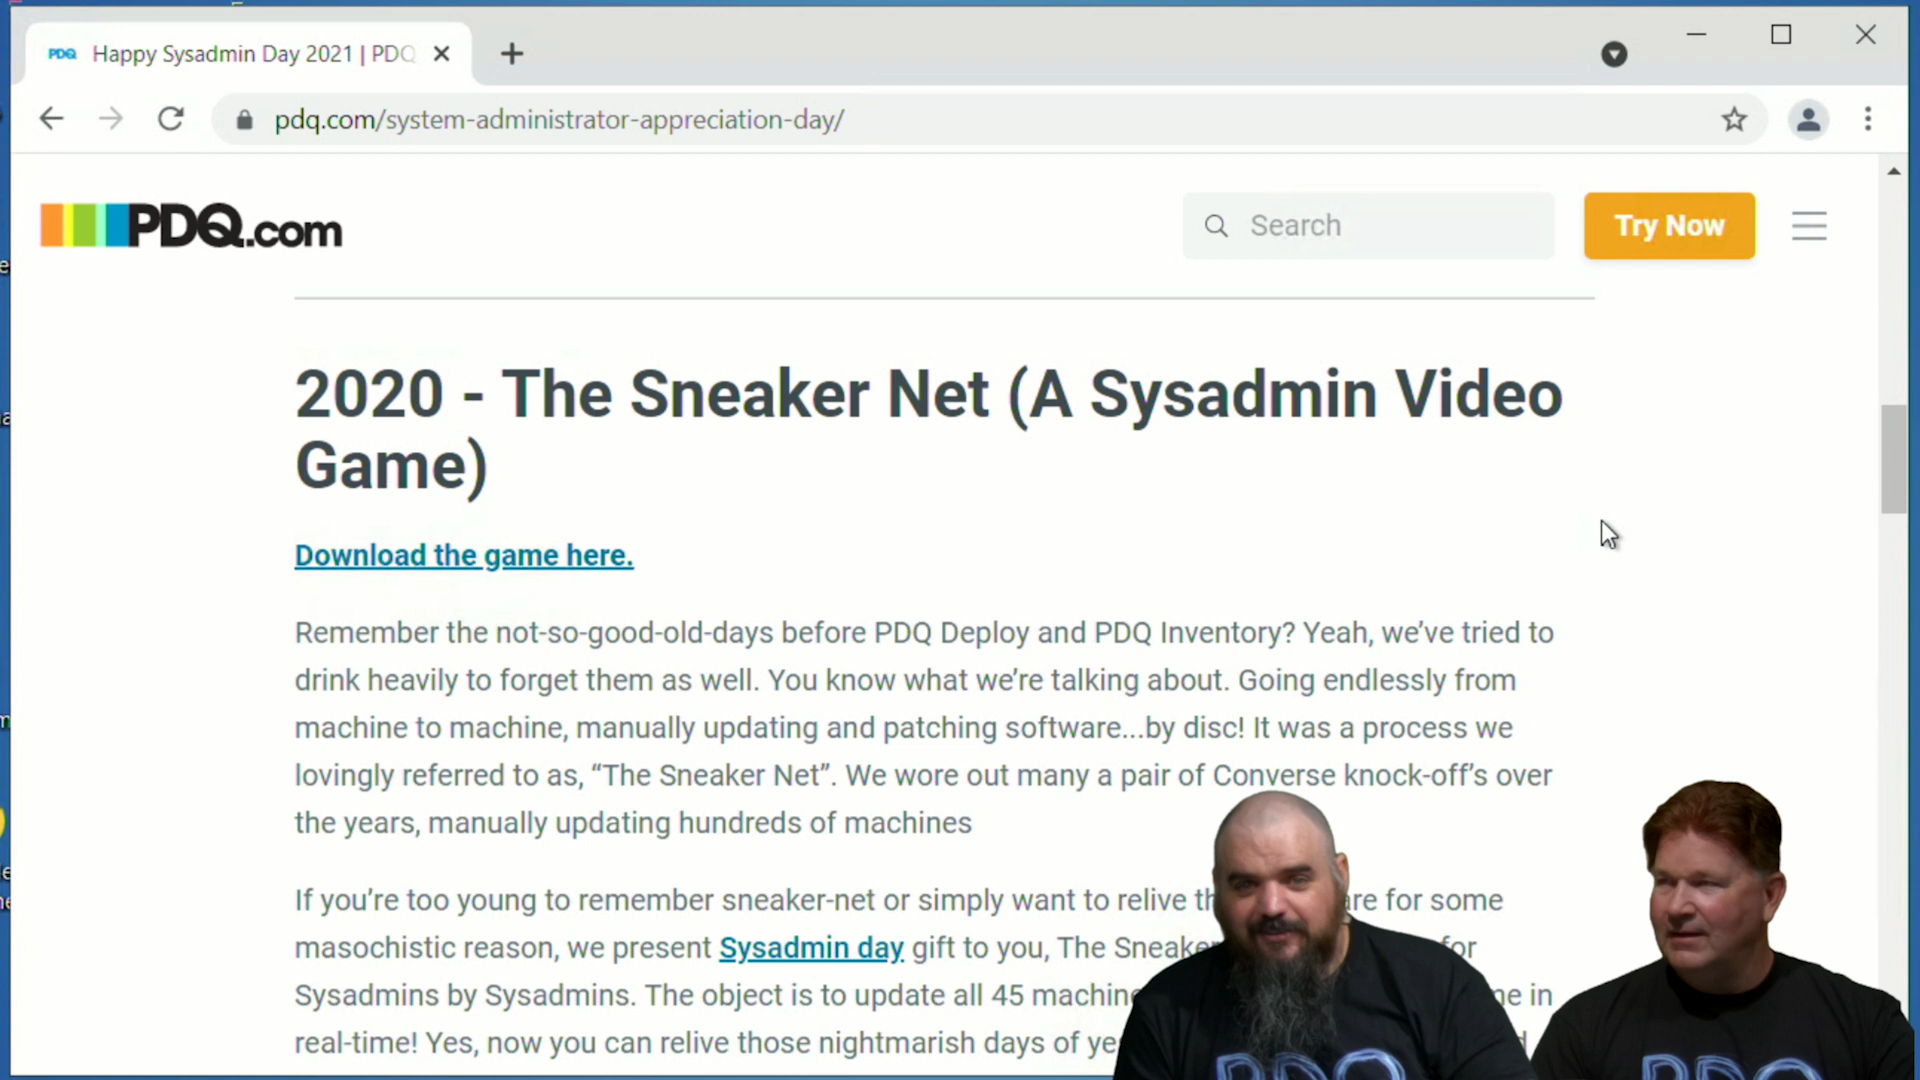 PDQ Happy Sysadmin Day 2021 | PDQ
pdq.com/system-administrator-appreciation-day/
PDQ.com
Search
Try Now
2020 - The Sneaker Net (A Sysadmin Video
Game)
Download the game here.
Remember the not-so-good-old-days before PDQ Deploy and PDQ Inventory? Yeah, we’ve tried to
drink heavily to forget them as well. You know what we’re talking about. Going endlessly from
machine to machine, manually updating and patching software...by disc! It was a process we
lovingly referred to as, “The Sneaker Net”. We wore out many a pair of Converse knock-off’s over
the years, manually updating hundreds of machines
If you’re too young to remember sneaker-net or simply want to relive for some
masochistic reason, we present Sysadmin day gift to you, The for
Sysadmins by Sysadmins. The object is to update all 45 in
real-time! Yes, now you can relive those nightmarish days of
PDQ PDQ